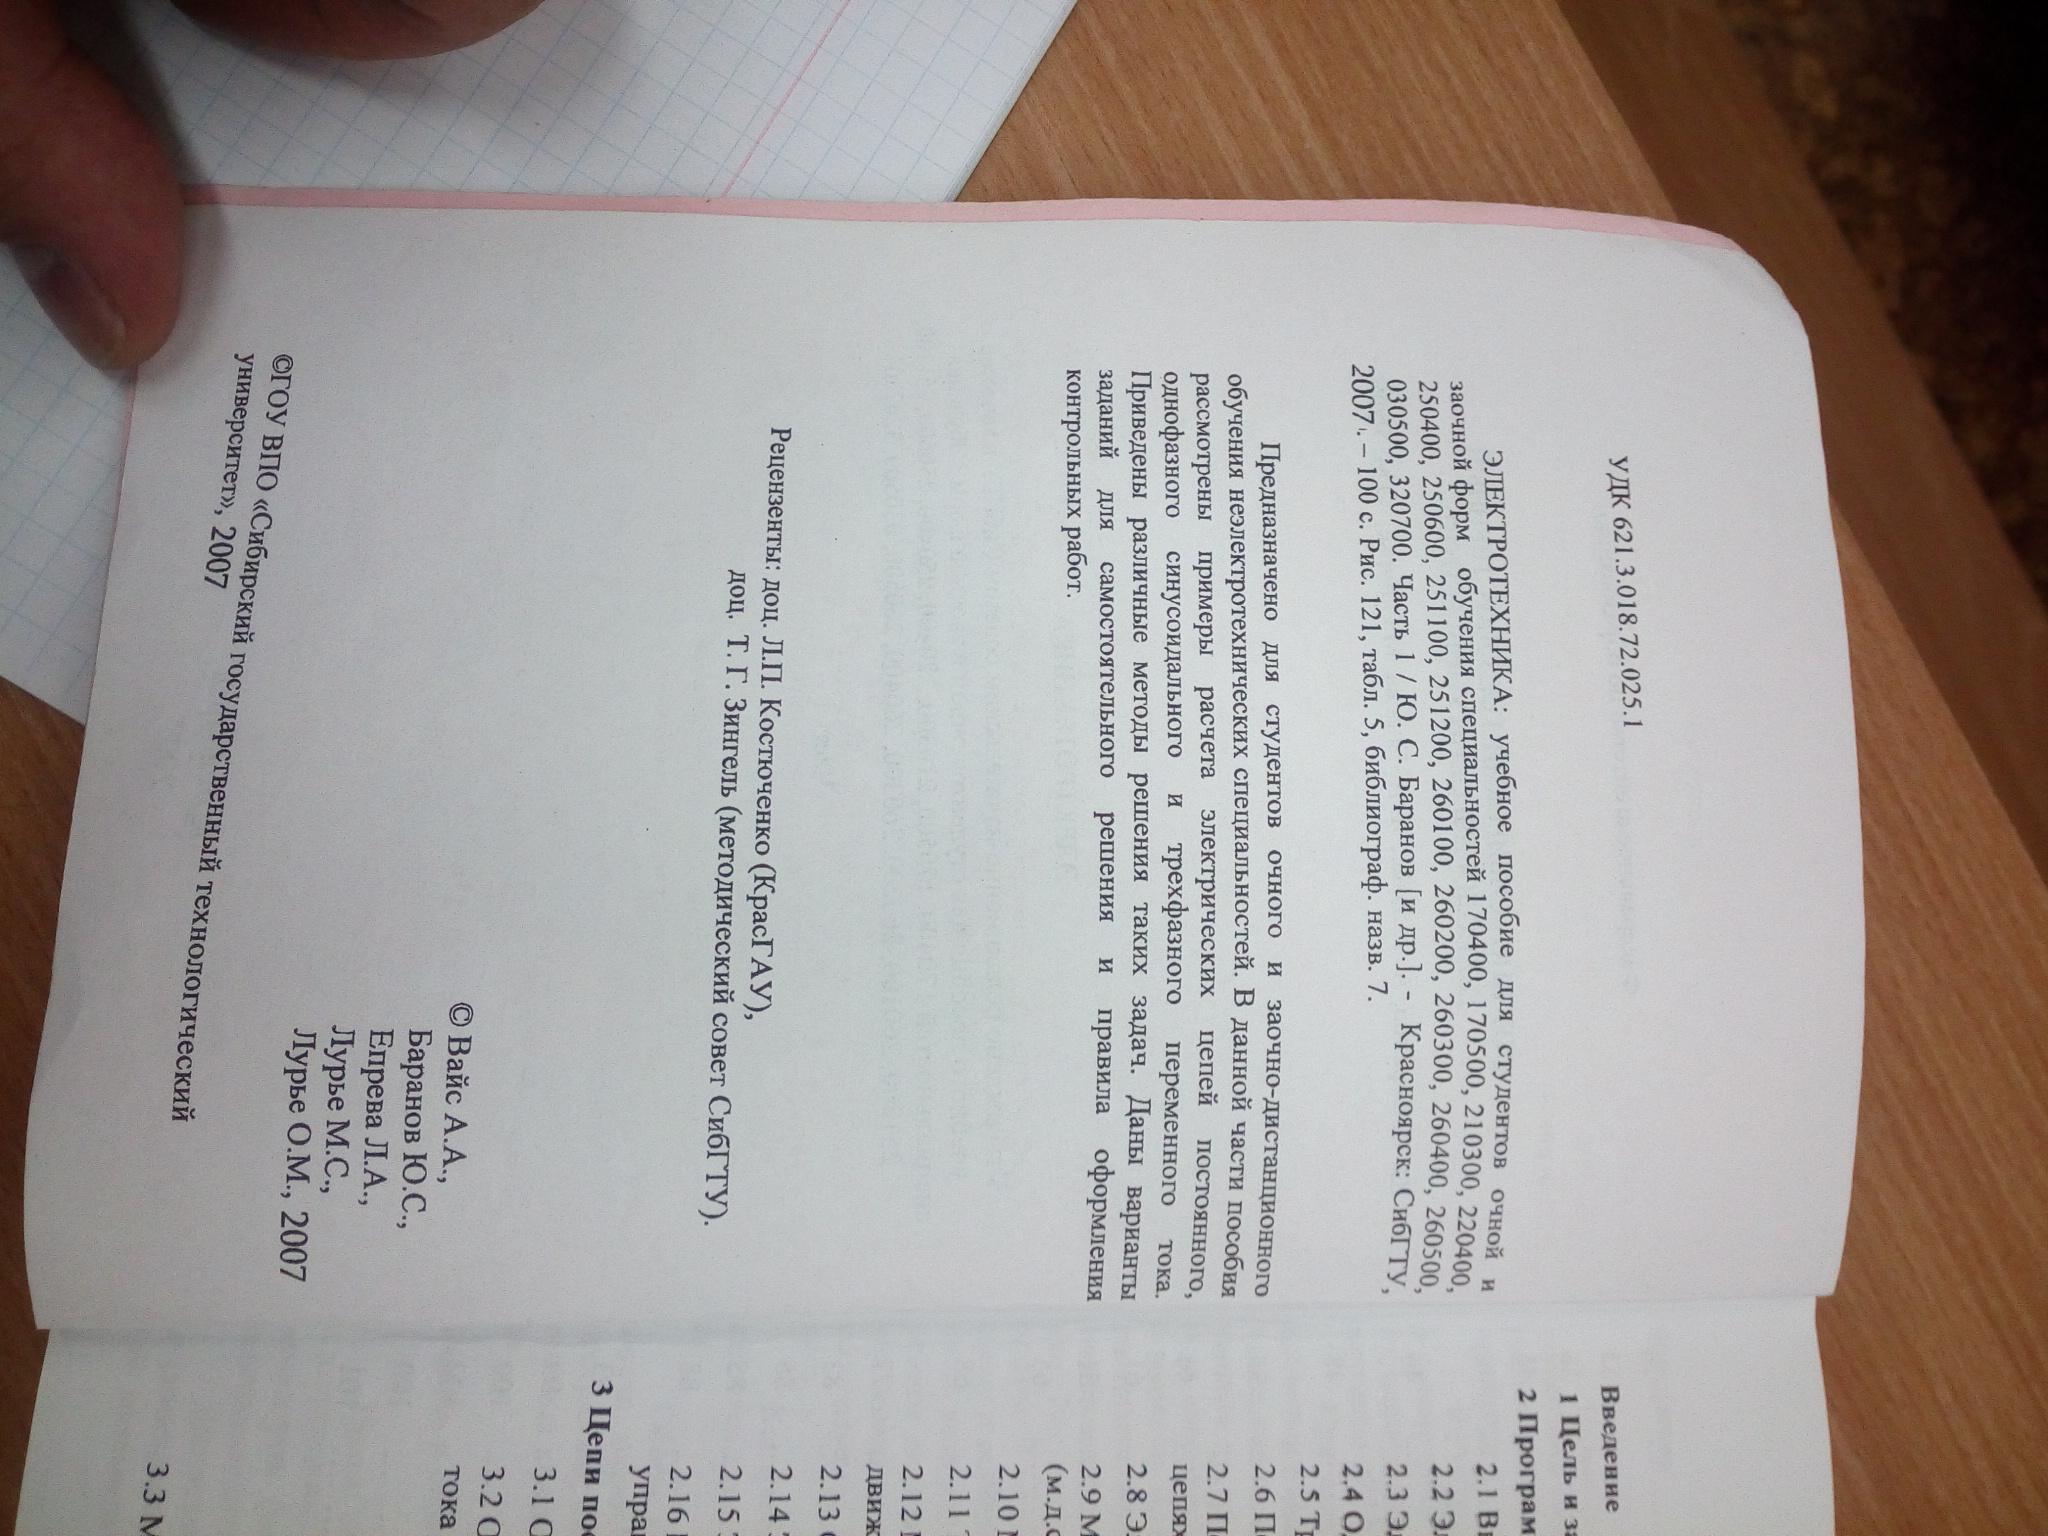 УДК 621.3.018.72.025.1
ЭЛЕКТРОТЕХНИКА: учебное пособие для студентов очной и
заочной форм обучения специальностей 170400, 170500, 210300, 220400,
250400, 250600, 251100, 251200, 260100, 260200, 260300, 260400, 260500,
030500, 320700. Часть 1 / Ю. С. Баранов [и др.]. - Красноярск: СибГТУ,
2007. – 100 с. Рис. 121, табл. 5, библиограф. назв. 7.
Предназначено для студентов очного и заочно-дистанционного
обучения неэлектротехнических специальностей. В данной части пособия
рассмотрены примеры расчета электрических цепей постоянного,
однофазного синусоидального и трехфазного переменного тока.
Приведены различные методы решения таких задач. Даны варианты
заданий для самостоятельного решения и правила оформления
контрольных работ.
Рецензенты: доц. Л.П. Костюченко (КрасГАУ),
доц. Т. Г. Зингель (методический совет СибГТУ).
© Вайс А.А.,
Баранов Ю.С.,
Епрева Л.А.,
Лурье М.С.,
Лурье О.М., 2007
©ГОУ ВПО «Сибирский государственный технологический
университет», 2007
Введение
1 Цель и
2
2.1
2.2
2.3
2.4
2.5
2.6
2.7
2.8
2.9
2.10
2.11
2.12
2.13
2.14
2.15
2.16
3 Цепи
3.1
3.2
тока
3.3